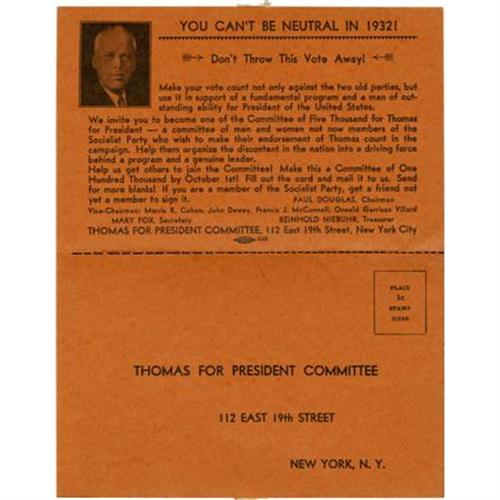 YOU CAN'T BE NEUTRAL IN 1932!
Don't Throw This Vote Away!
Make your vote count not only against the two old parties, but
use it in support of a fundamental program and a man of out-
standing ability for President of the United States.
We invite you to become one of the Committee of Five Thousand for Thomas
for President — a committee of men and women not now members of the
Socialist Party who wish to make their endorsement of Thomas count in the
campaign. Help them organize the discontent in the nation into a driving force
behind a program and a genuine leader.
Help us get others to join the Committee! Make this a Committee of One
Hundred Thousand by October 1st! Fill out the card and mail it to us. Send
for more blanks! If you are a member of the Socialist Party, get a friend not
yet a member to sign it.
PAUL DOUGLAS, Chairman
Vice-Chairmen: Morris R. Cohen, John Dewey, Francis J. McConnell, Oswald Garrison Villard
MARY FOX, Secretary REINHOLD NIEBUHR, Treasurer
THOMAS FOR PRESIDENT COMMITTEE, 112 East 19th Street, New York City
PLACE
1c
STAMP
HERE
THOMAS FOR PRESIDENT COMMITTEE
112 EAST 19th STREET
NEW YORK, N. Y.